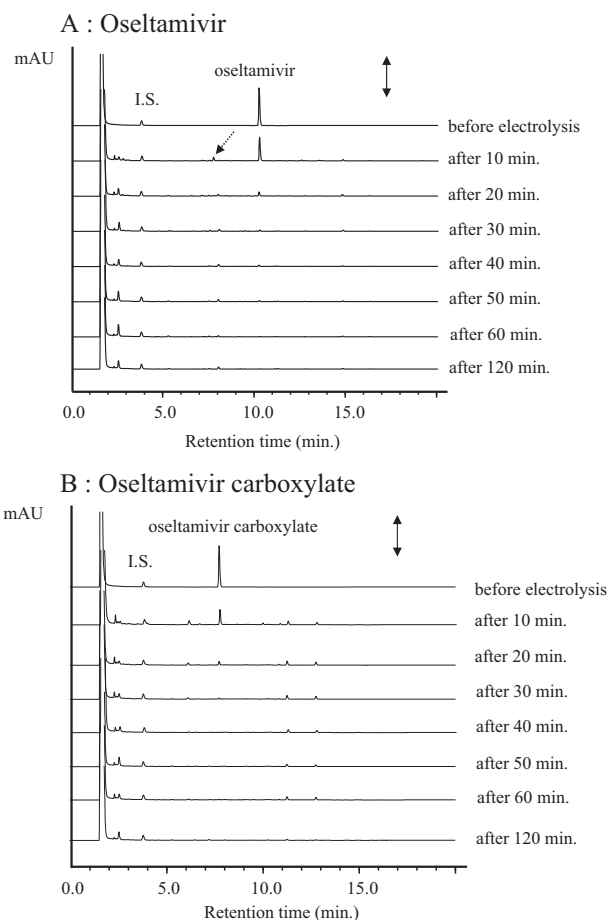 A : Oseltamivir
mAU
oseltamivir
I.S.
before electrolysis
after 10 min.
after 20 min.
after 30 min.
after 40 min.
after 50 min.
after 60 min.
after 120 min.
0.0 5.0 10.0 15.0
Retention time (min.)
B : Oseltamivir carboxylate
mAU
oseltamivir carboxylate
I.S.
before electrolysis
after 10 min.
after 20 min.
after 30 min.
after 40 min.
after 50 min.
after 60 min.
after 120 min.
0.0 5.0 10.0 15.0
Retention time (min.)